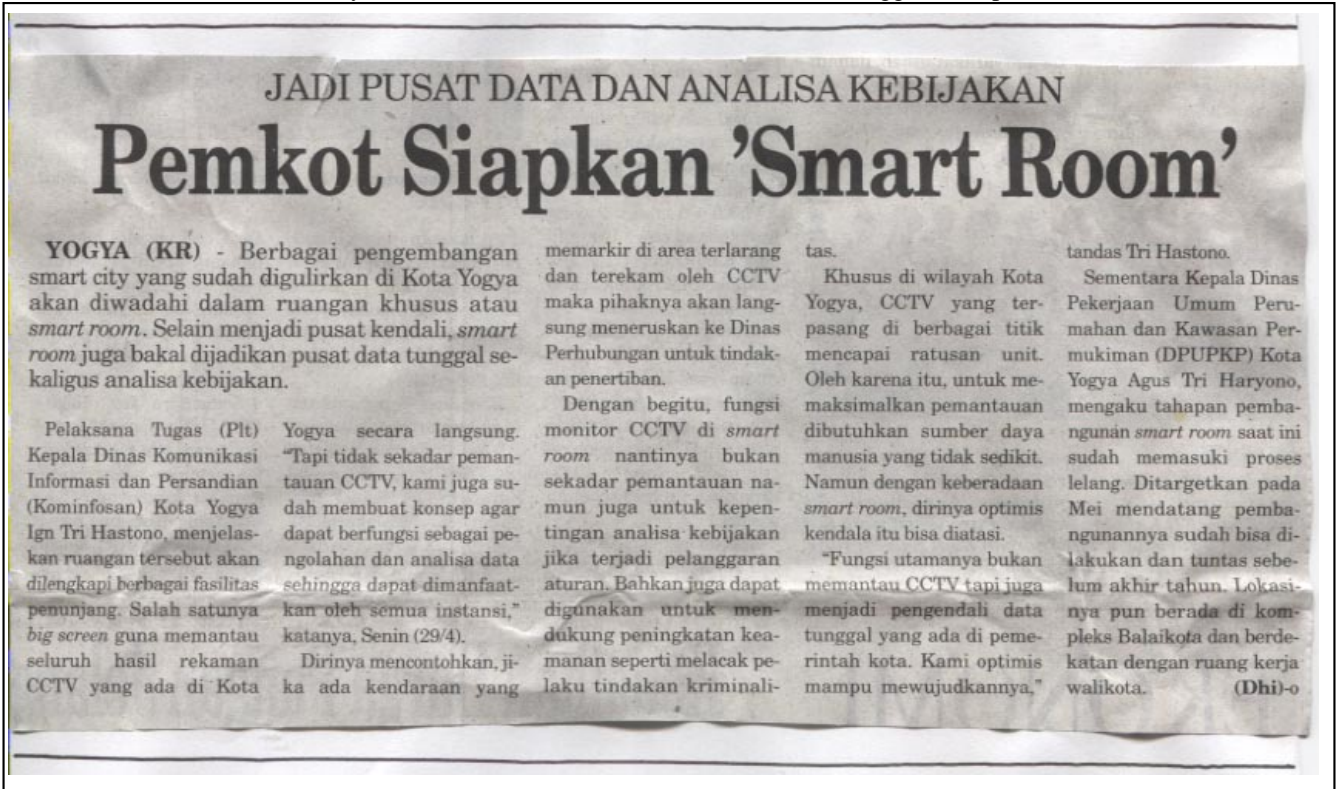 JADI PUSAT DATA DAN ANALISA KEBIJAKAN
Pemkot Siapkan 'Smart Room'
YOGYA (KR) - Berbagai pengembangan
smart city yang sudah digulirkan di Kota Yogya
akan diwadahi dalam ruangan khusus atau
smart room. Selain menjadi pusat kendali, smart
room juga bakal dijadikan pusat data tunggal se-
kaligus analisa kebijakan.
Pelaksana Tugas (Plt)
Kepala Dinas Komunikasi
Informasi dan Persandian
(Kominfosan) Kota Yogya
Ign Tri Hastono, menjelas-
kan ruangan tersebut akan
dilengkapi berbagai fasilitas
penunjang. Salah satunya
big screen guna memantau
seluruh hasil rekaman
CCTV yang ada di Kota
Yogya secara langsung.
"Tapi tidak sekadar peman-
tauan CCTV, kami juga su-
dah membuat konsep agar
dapat berfungsi sebagai pe-
ngolahan dan analisa data
sehingga dapat dimanfaat-
kan oleh semua instansi,"
katanya, Senin (29/4).
Dirinya mencontohkan, ji-
ka ada kendaraan yang
memarkir di area terlarang
dan terekam oleh CCTV
maka pihaknya akan lang-
sung meneruskan ke Dinas
Perhubungan untuk tindak-
an penertiban.
Dengan begitu, fungsi
monitor CCTV di smart
room nantinya bukan
sekadar pemantauan na-
mun juga untuk kepen-
tingan analisa kebijakan
jika terjadi pelanggaran
aturan. Bahkan juga dapat
digunakan untuk men-
dukung peningkatan kea-
manan seperti melacak pe-
laku tindakan kriminali-
tas.
Khusus di wilayah Kota
Yogya, CCTV yang ter-
pasang di berbagai titik
mencapai ratusan unit.
Oleh karena itu, untuk me-
maksimalkan pemantauan
dibutuhkan sumber daya
manusia yang tidak sedikit.
Namun dengan keberadaan
smart room, dirinya optimis
kendala itu bisa diatasi.
"Fungsi utamanya bukan
memantau CCTV tapi juga
menjadi pengendali data
tunggal yang ada di peme-
rintah kota. Kami optimis
mampu mewujudkannya,"
tandas Tri Hastono.
Sementara Kepala Dinas
Pekerjaan Umum Peru-
mahan dan Kawasan Per-
mukiman (DPUPKP) Kota
Yogya Agus Tri Haryono,
mengaku tahapan pemba-
ngunan smart room saat ini
sudah memasuki proses
lelang. Ditargetkan pada
Mei mendatang pemba-
ngunannya sudah bisa di-
lakukan dan tuntas sebe-
lum akhir tahun. Lokasi-
nya pun berada di kom-
pleks Balaikota dan berde-
katan dengan ruang kerja
walikota. (Dhi)-o